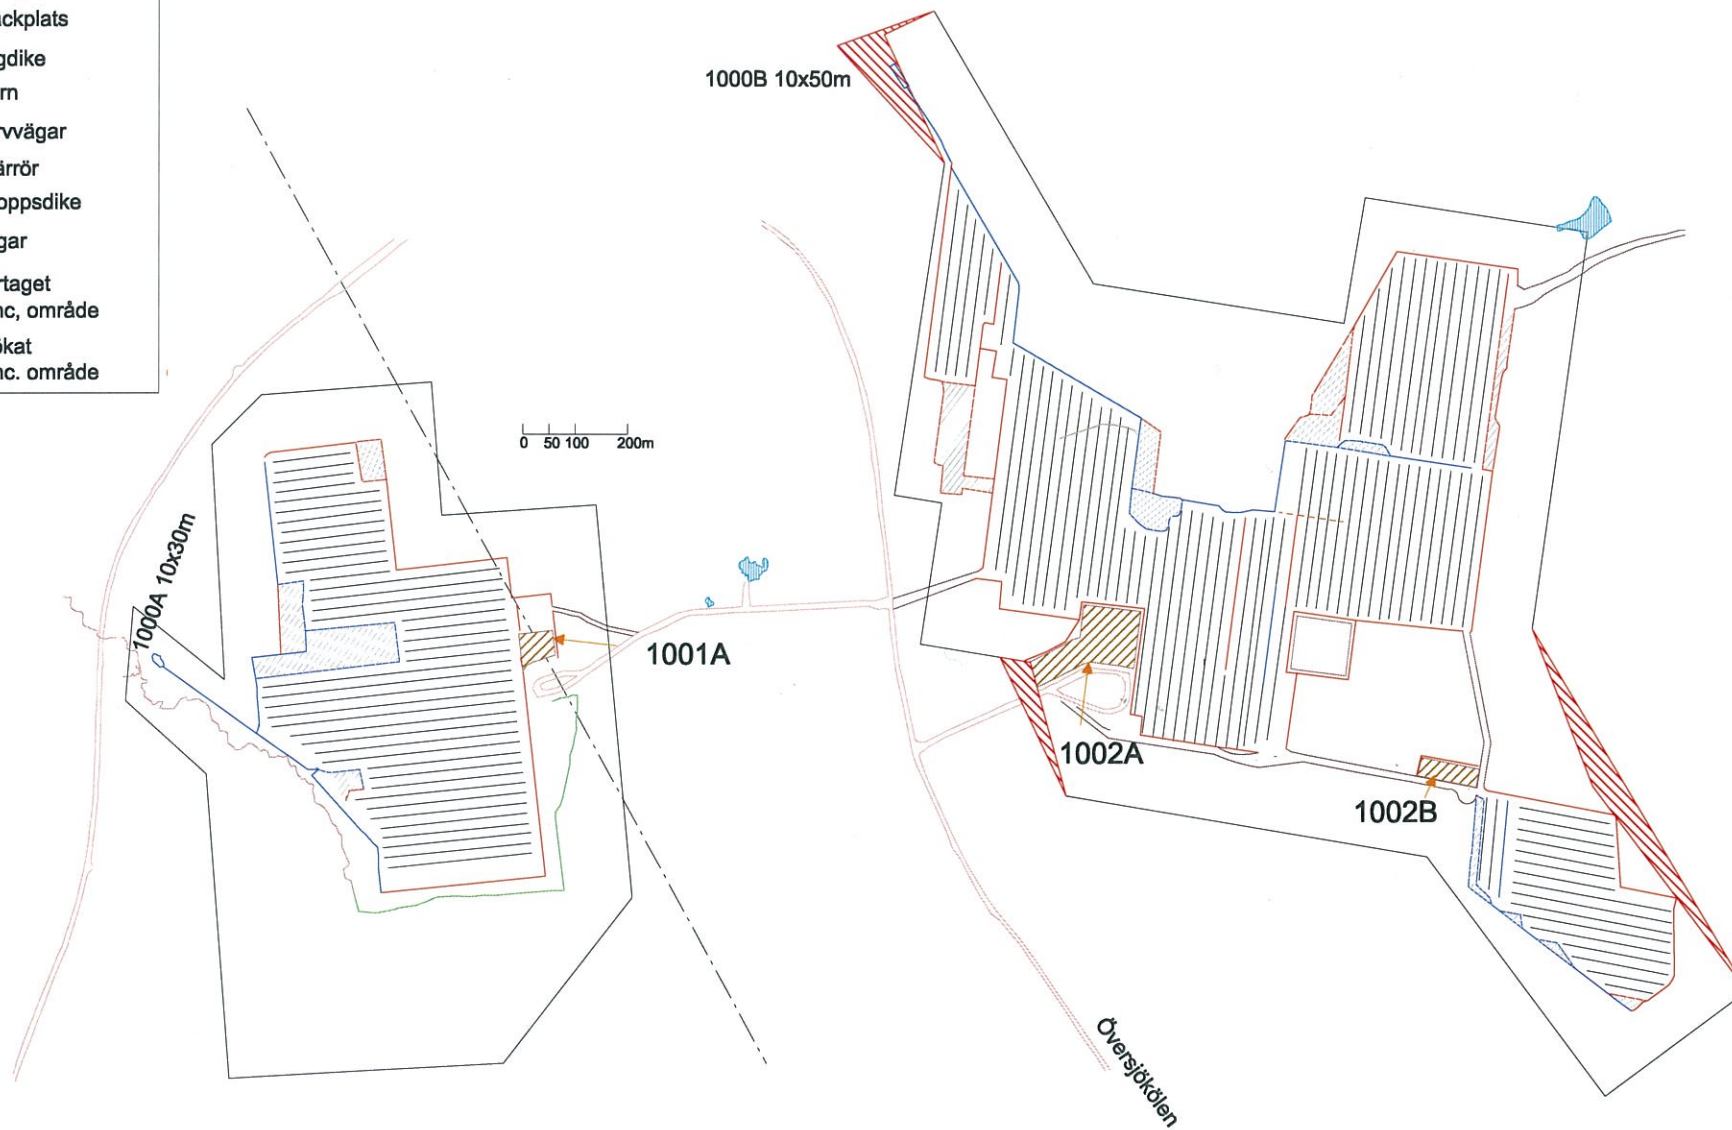 ckplats
gdike
rn
rvvägar
ärrör
oppsdike
gar
rtaget
nc, område
ökat
nc. område
1000B 10x50m
0 50 100 200m
1000A 10x30m
1001A
1002A
1002B
Översjökölen